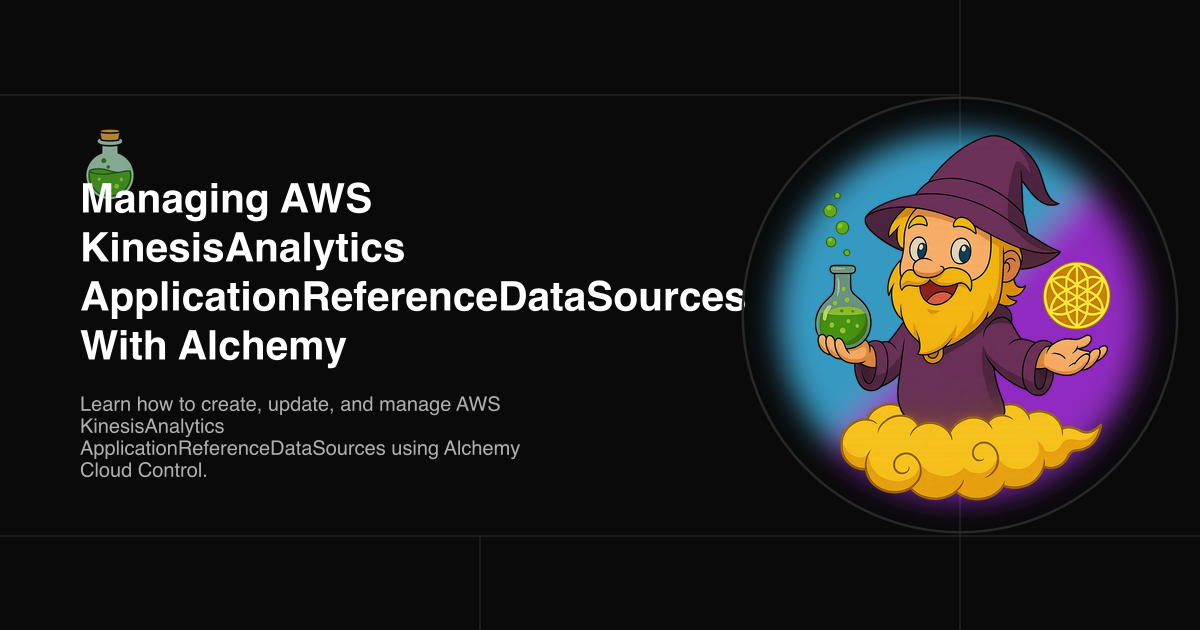 Managing AWS
KinesisAnalytics
ApplicationReferenceDataSources
With Alchemy
Learn how to create, update, and manage AWS
KinesisAnalytics
ApplicationReferenceDataSources using Alchemy
Cloud Control.